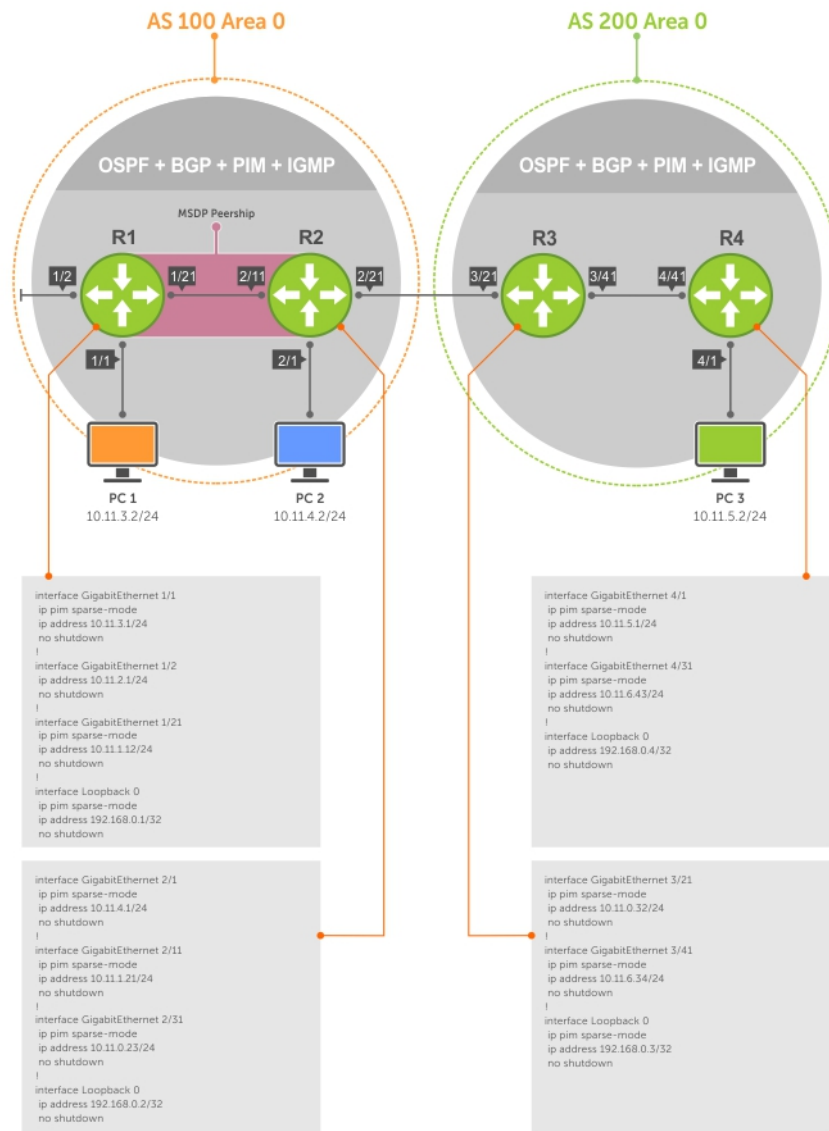 AS 100 Area 0
AS 200 Area 0
OSPF + BGP + PIM + IGMP
OSPF + BGP + PIM + IGMP
MSDP Peership
R1
R2
R3
R4
1/2
1/21
2/11
2/21
3/21
3/41
4/41
1/1
2/1
4/1
PC 1
10.11.3.2/24
PC 2
10.11.4.2/24
PC 3
10.11.5.2/24
interface GigabitEthernet 1/1
ip pim sparse-mode
ip address 10.11.3.1/24
no shutdown
!
interface GigabitEthernet 1/2
ip address 10.11.2.1/24
no shutdown
!
interface GigabitEthernet 1/21
ip pim sparse-mode
ip address 10.11.1.12/24
no shutdown
!
interface Loopback 0
ip pim sparse-mode
ip address 192.168.0.1/32
no shutdown
interface GigabitEthernet 4/1
ip pim sparse-mode
ip address 10.11.5.1/24
no shutdown
!
interface GigabitEthernet 4/31
ip pim sparse-mode
ip address 10.11.6.43/24
no shutdown
!
interface Loopback 0
ip address 192.168.0.4/32
no shutdown
interface GigabitEthernet 2/1
ip pim sparse-mode
ip address 10.11.4.1/24
no shutdown
!
interface GigabitEthernet 2/11
ip pim sparse-mode
ip address 10.11.1.21/24
no shutdown
!
interface GigabitEthernet 2/31
ip pim sparse-mode
ip address 10.11.0.23/24
no shutdown
!
interface Loopback 0
ip address 192.168.0.2/32
no shutdown
interface GigabitEthernet 3/21
ip pim sparse-mode
ip address 10.11.0.32/24
no shutdown
!
interface GigabitEthernet 3/41
ip pim sparse-mode
ip address 10.11.6.34/24
no shutdown
!
interface Loopback 0
ip pim sparse-mode
ip address 192.168.0.3/32
no shutdown